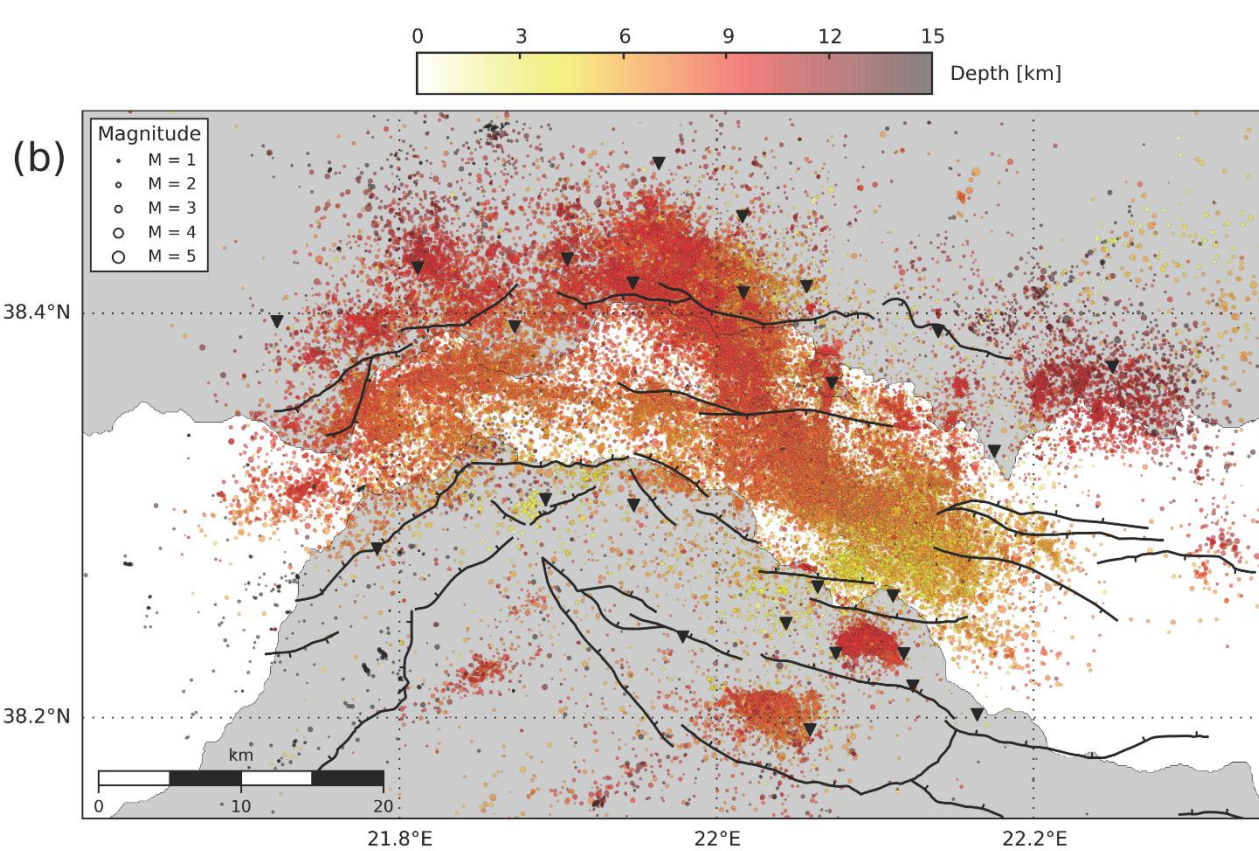 0 3 6 9 12 15
Depth [km]
(b)
Magnitude
M = 1
M = 2
M = 3
M = 4
M = 5
38.4°N
38.2°N
km
0 10 20
21.8°E 22°E 22.2°E